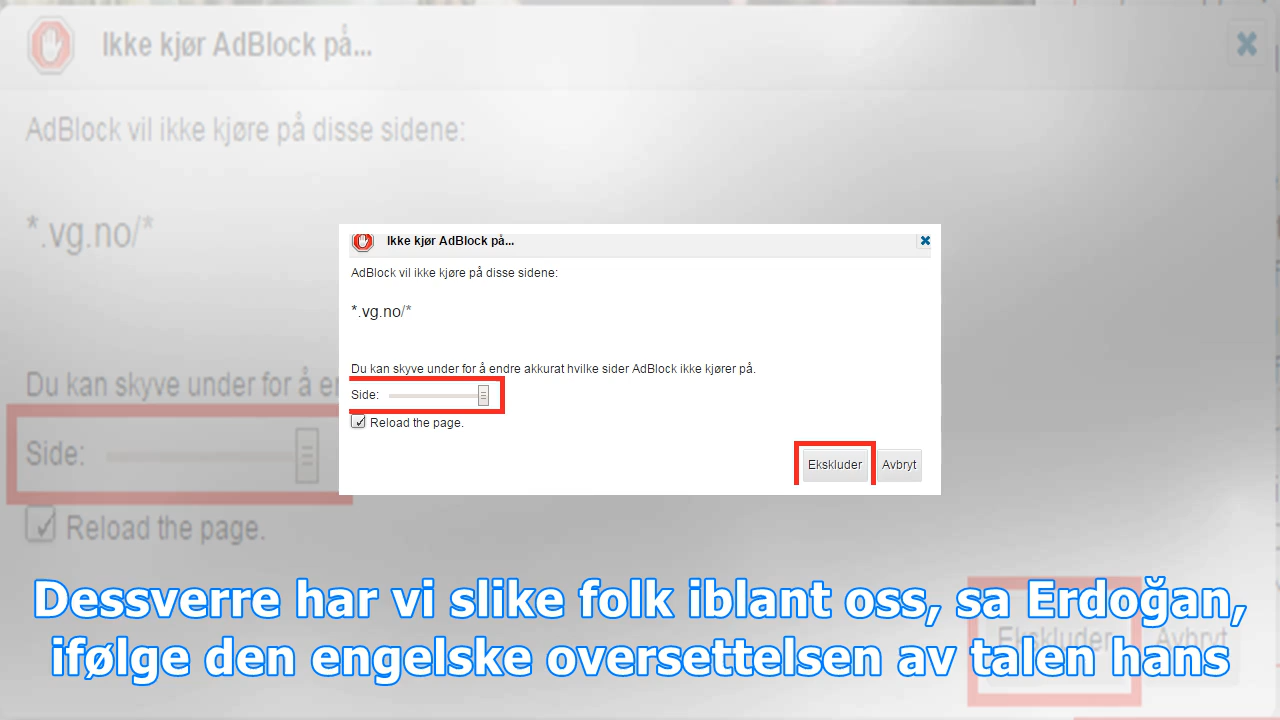 Ikke kjør AdBlock på...
AdBlock vil ikke kjøre på disse sidene:
*.vg.no/*
Du kan skyve under for å en
Side:
Reload the page.
Ekskluder Avbryt
Ikke kjør AdBlock på...
AdBlock vil ikke kjøre på disse sidene:
*.vg.no/*
Du kan skyve under for å endre akkurat hvilke sider AdBlock ikke kjører på.
Side:
Reload the page.
Ekskluder Avbryt
Dessverre har vi slike folk iblant oss, sa Erdoğan,
ifølge den engelske oversettelsen av talen hans